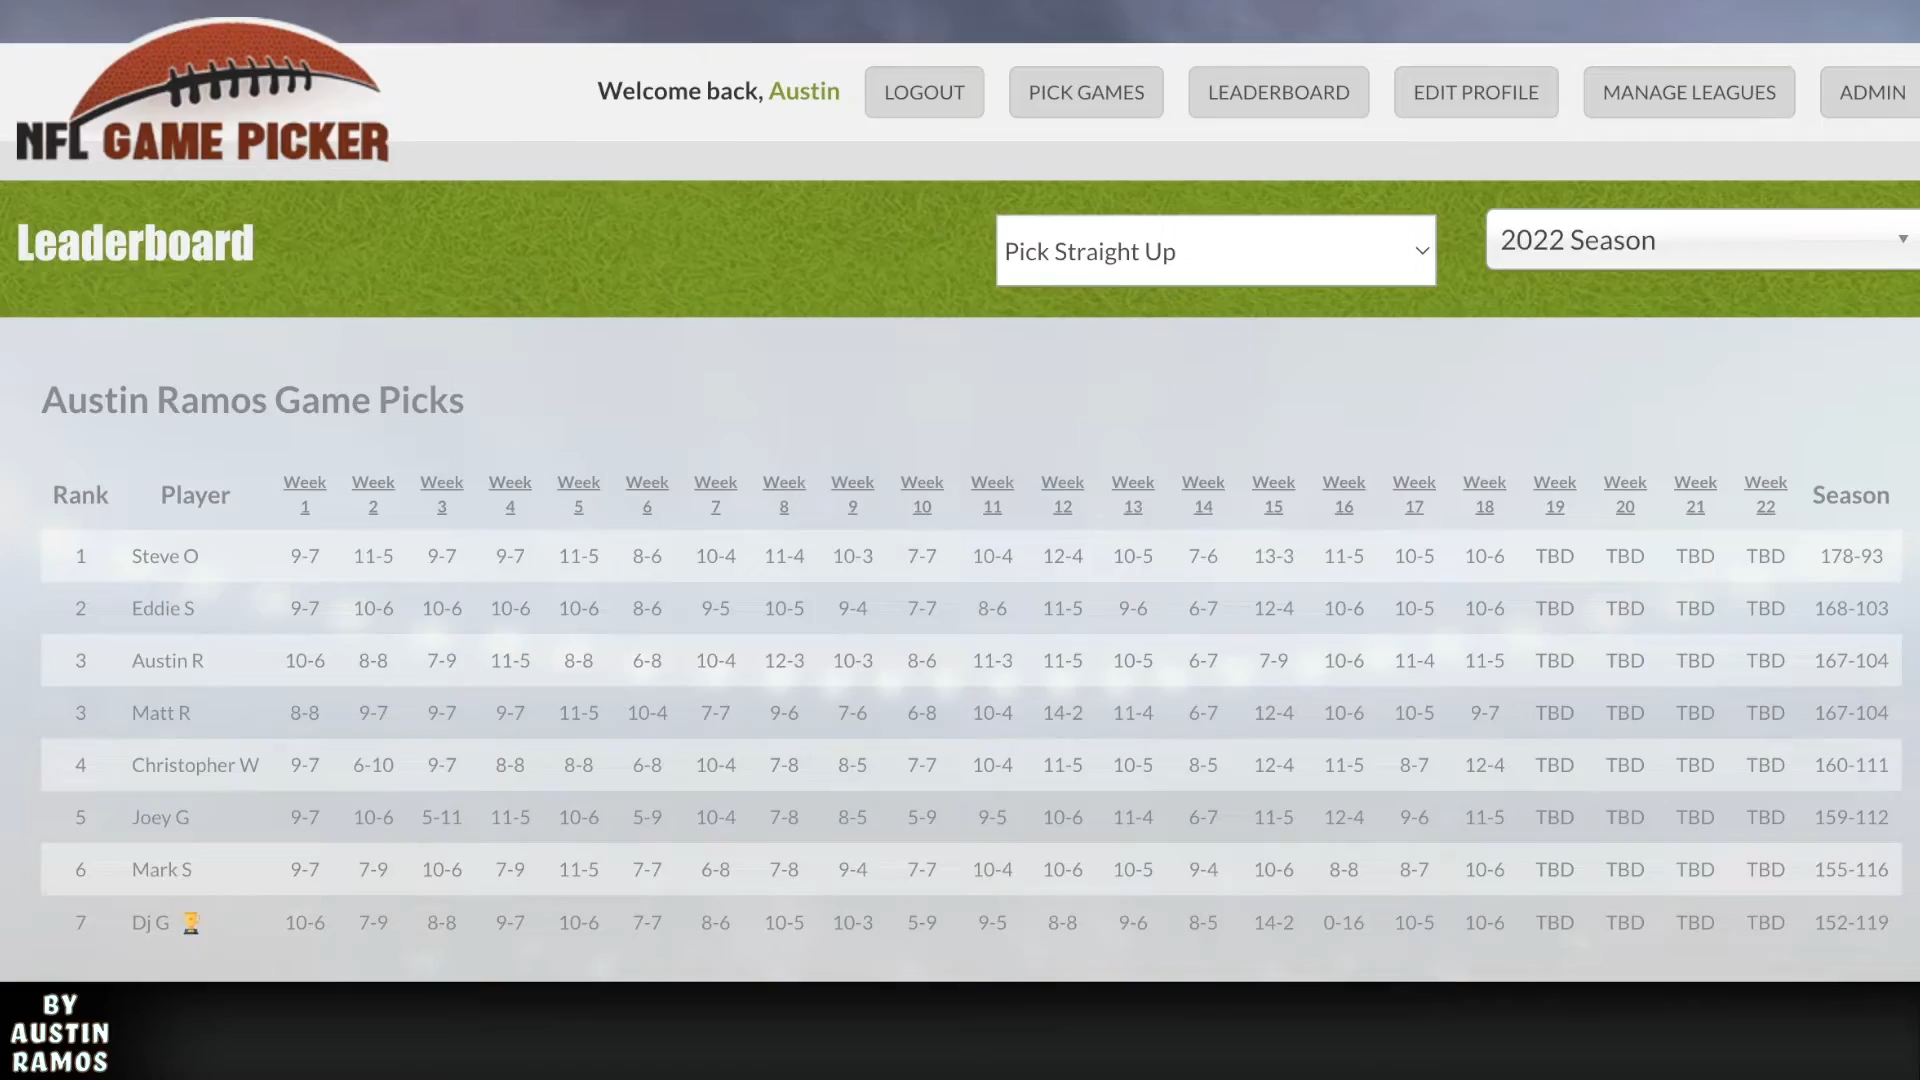 NFL GAME PICKER
Welcome back, Austin LOGOUT PICK GAMES LEADERBOARD EDIT PROFILE MANAGE LEAGUES ADMIN
Leaderboard Pick Straight Up 2022 Season
Austin Ramos Game Picks
Rank Player Week 1 Week 2 Week 3 Week 4 Week 5 Week 6 Week 7 Week 8 Week 9 Week 10 Week 11 Week 12 Week 13 Week 14 Week 15 Week 16 Week 17 Week 18 Week 19 Week 20 Week 21 Week 22 Season
1 Steve O 9-7 11-5 9-7 9-7 11-5 8-6 10-4 11-4 10-3 7-7 10-4 12-4 10-5 7-6 13-3 11-5 10-5 10-6 TBD TBD TBD TBD 178-93
2 Eddie S 9-7 10-6 10-6 10-6 10-6 8-6 9-5 10-5 9-4 7-7 8-6 11-5 9-6 6-7 12-4 10-6 10-5 10-6 TBD TBD TBD TBD 168-103
3 Austin R 10-6 8-8 7-9 11-5 8-8 6-8 10-4 12-3 10-3 8-6 11-3 11-5 10-5 6-7 7-9 10-6 11-4 11-5 TBD TBD TBD TBD 167-104
3 Matt R 8-8 9-7 9-7 9-7 11-5 10-4 7-7 9-6 7-6 6-8 10-4 14-2 11-4 6-7 12-4 10-6 10-5 9-7 TBD TBD TBD TBD 167-104
4 Christopher W 9-7 6-10 9-7 8-8 8-8 6-8 10-4 7-8 8-5 7-7 10-4 11-5 10-5 8-5 12-4 11-5 8-7 12-4 TBD TBD TBD TBD 160-111
5 Joey G 9-7 10-6 5-11 11-5 10-6 5-9 10-4 7-8 8-5 5-9 9-5 10-6 11-4 6-7 11-5 12-4 9-6 11-5 TBD TBD TBD TBD 159-112
6 Mark S 9-7 7-9 10-6 7-9 11-5 7-7 6-8 7-8 9-4 7-7 10-4 10-6 10-5 9-4 10-6 8-8 8-7 10-6 TBD TBD TBD TBD 155-116
7 Dj G 10-6 7-9 8-8 9-7 10-6 7-7 8-6 10-5 10-3 5-9 9-5 8-8 9-6 8-5 14-2 0-16 10-5 10-6 TBD TBD TBD TBD 152-119
BY
AUSTIN
RAMOS